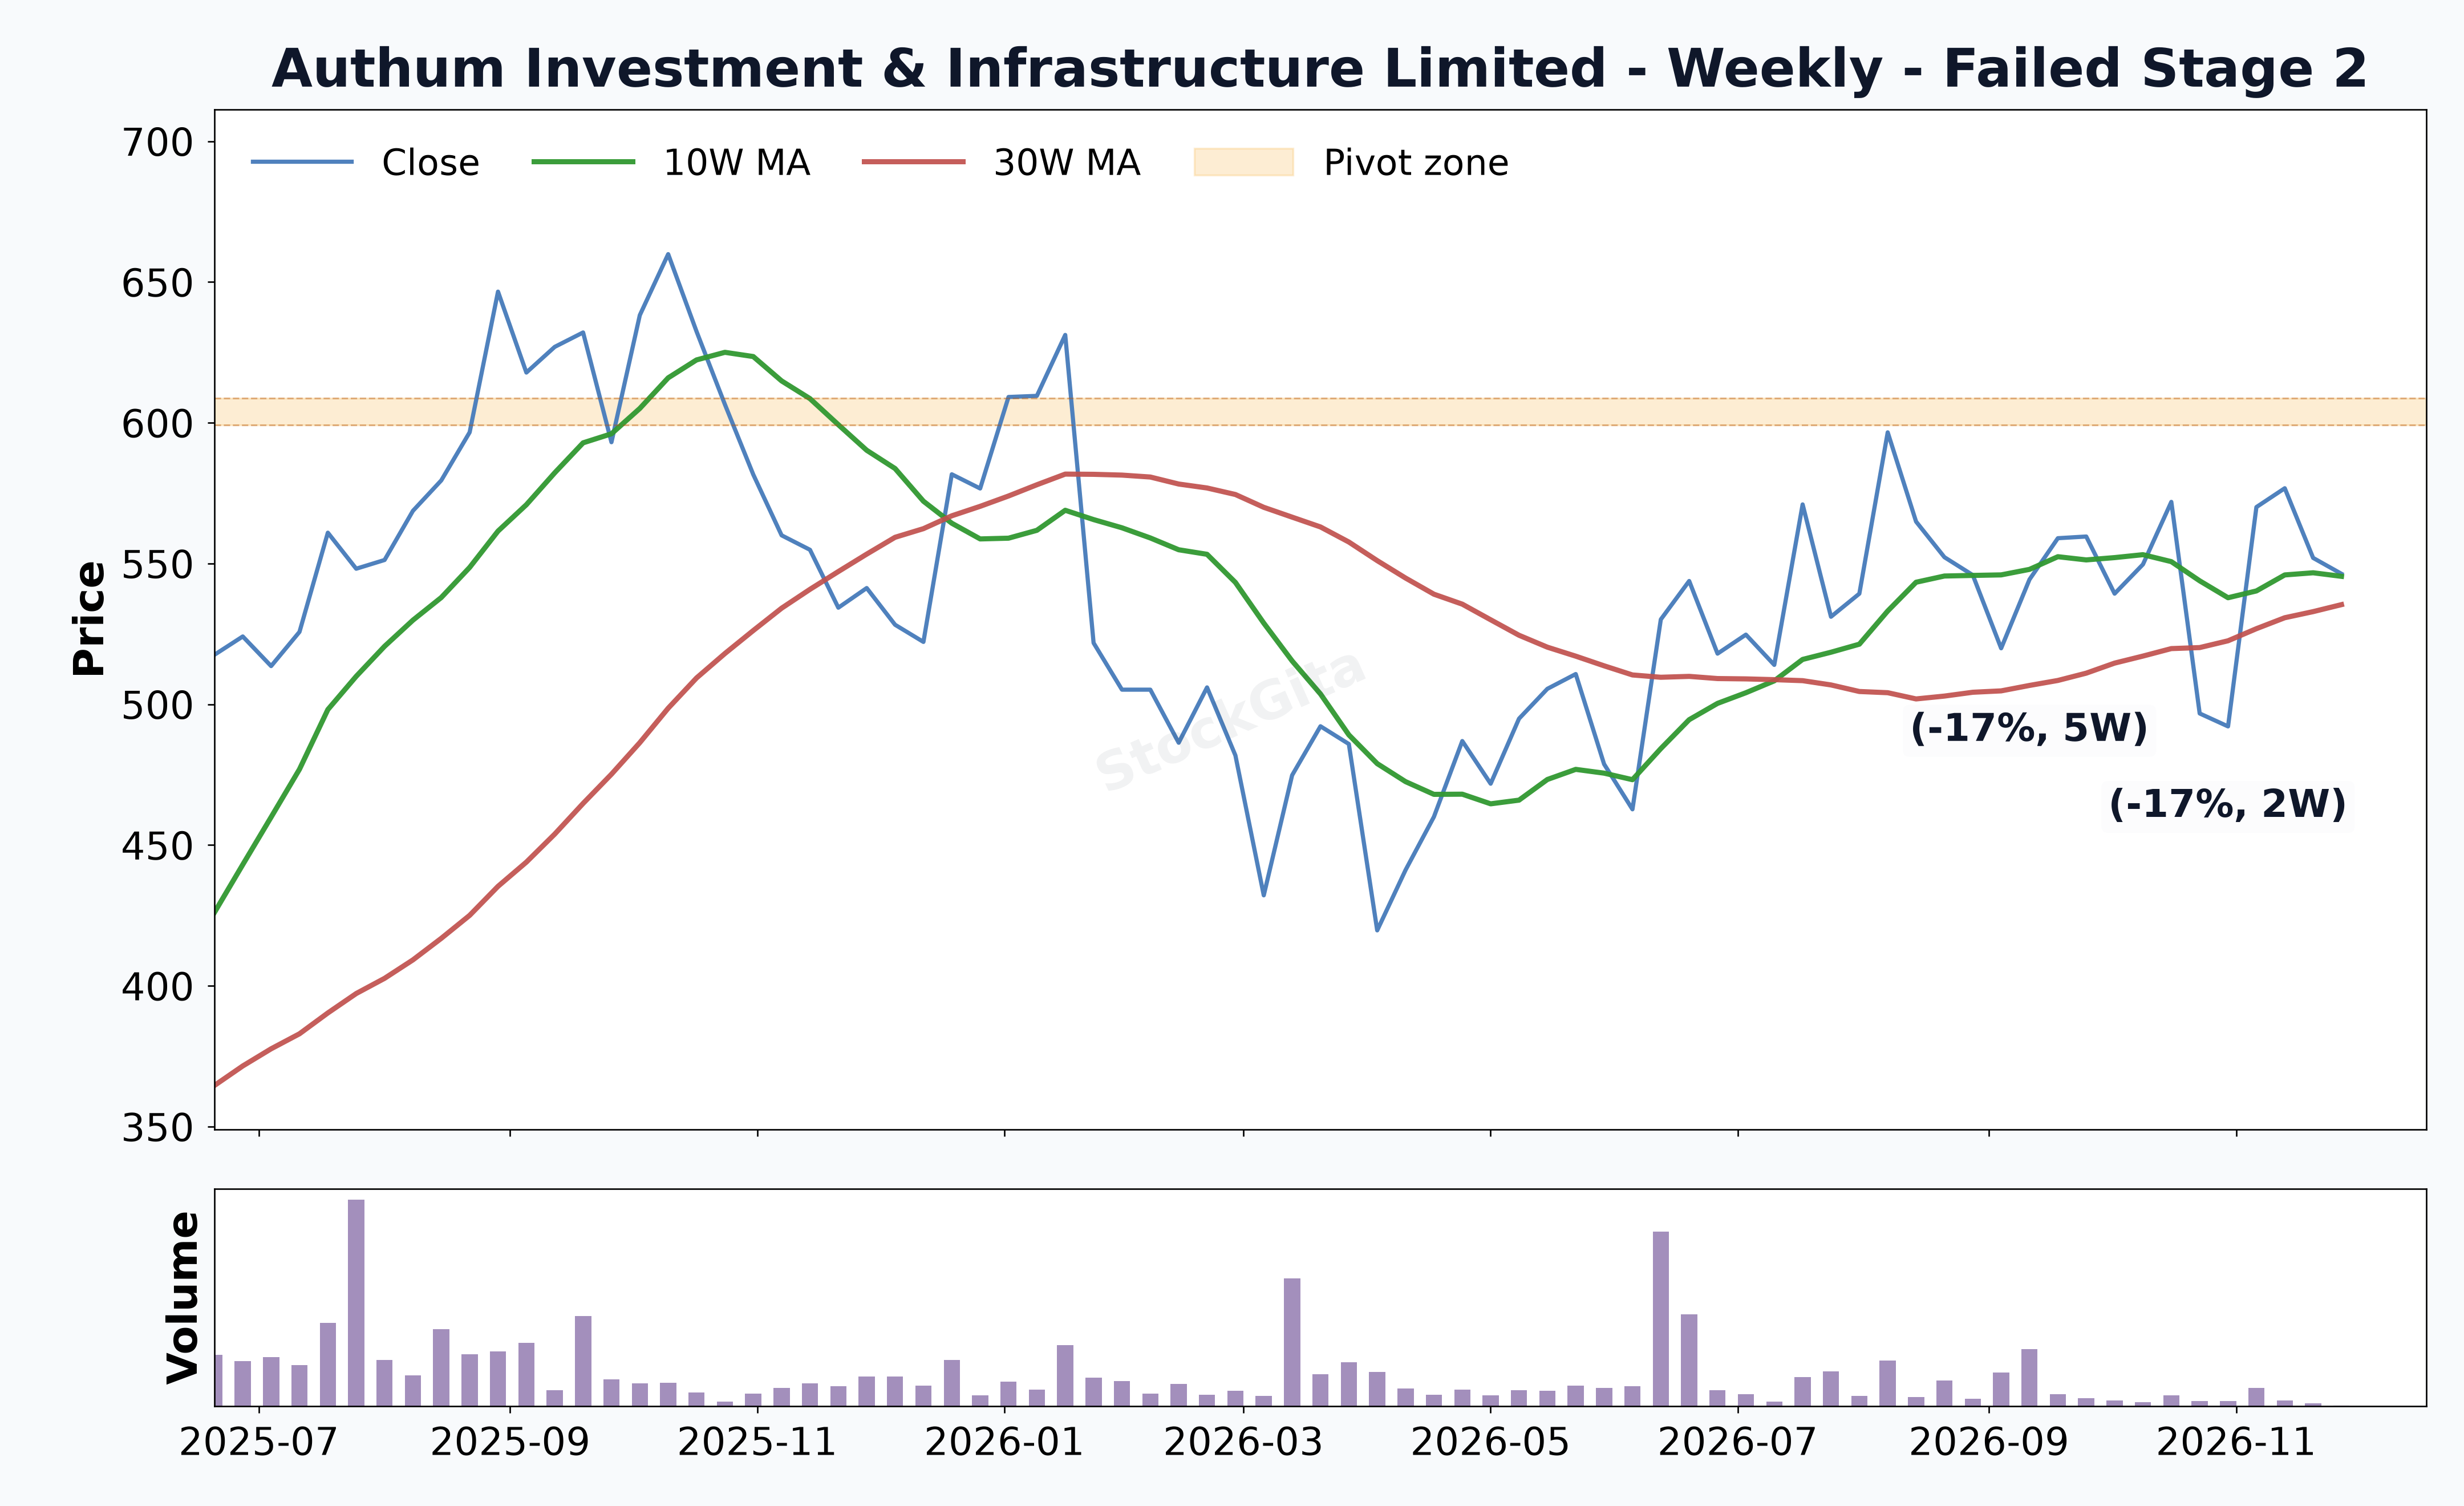 Authum Investment & Infrastructure Limited - Weekly - Failed Stage 2
Close 10W MA 30W MA Pivot zone
Price
700
650
600
550
500
450
400
350
StockGita
(-17%, 5W)
(-17%, 2W)
Volume
2025-07 2025-09 2025-11 2026-01 2026-03 2026-05 2026-07 2026-09 2026-11